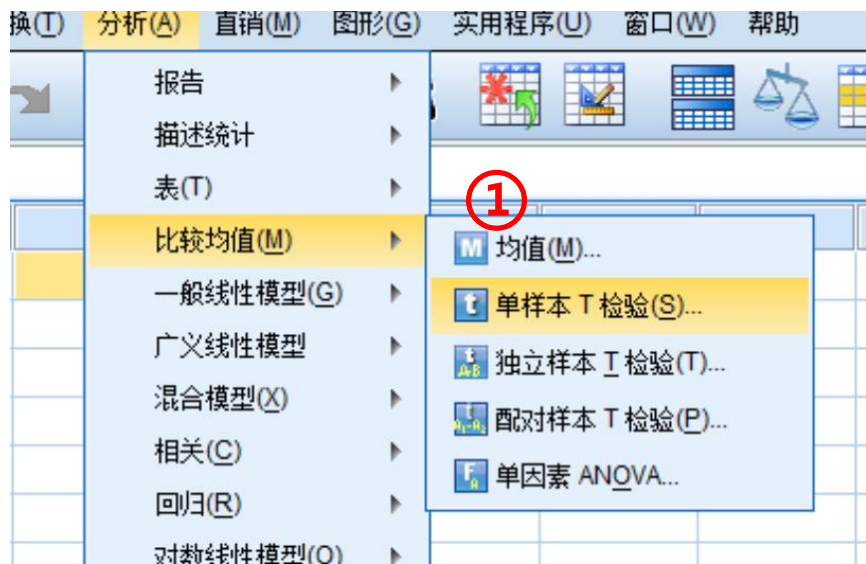 换(T) 分析(A) 直销(M) 图形(G) 实用程序(U) 窗口(W) 帮助
报告
描述统计
表(T)
比较均值(M)
一般线性模型(G)
广义线性模型
混合模型(X)
相关(C)
回归(R)
对数线性模型(O)
①
均值(M)...
单样本 T 检验(S)...
独立样本 T 检验(T)...
配对样本 T 检验(P)...
单因素 ANOVA...